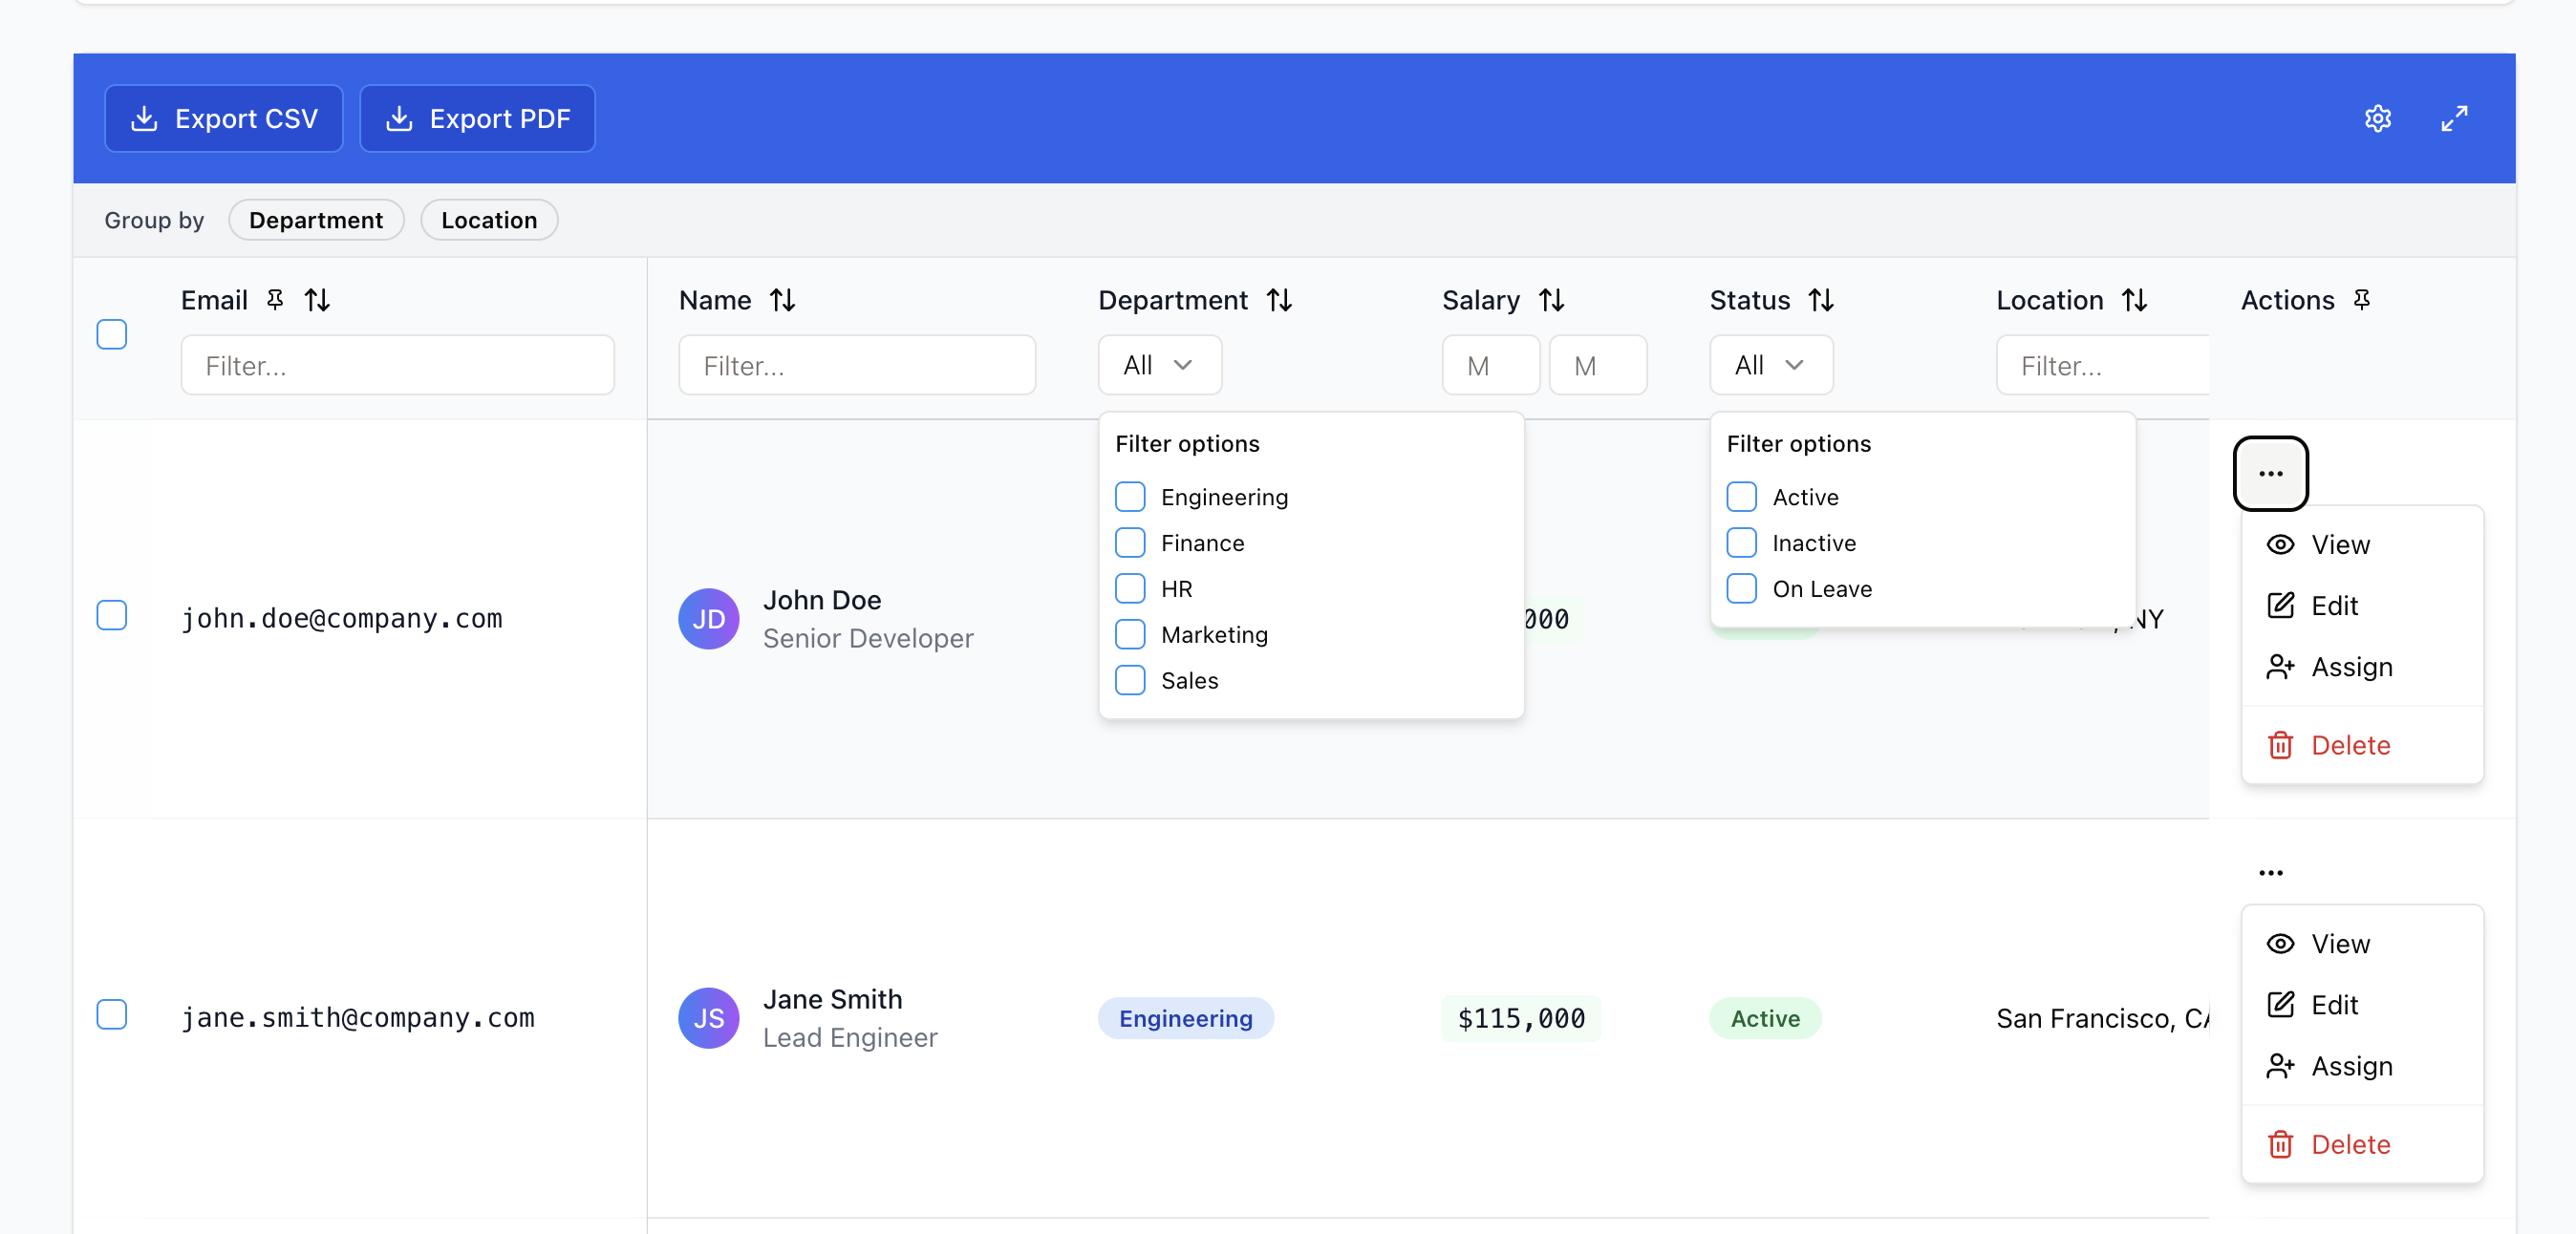 Export CSV Export PDF
Group by Department Location
Email Name Department Salary Status Location Actions
Filter... Filter... All M M All Filter...
Filter options
Engineering
Finance
HR
Marketing
Sales
Filter options
Active
Inactive
On Leave
john.doe@company.com
JD
John Doe
Senior Developer
000
NY
View
Edit
Assign
Delete
jane.smith@company.com
JS
Jane Smith
Lead Engineer
Engineering
$115,000
Active
San Francisco, CA
View
Edit
Assign
Delete